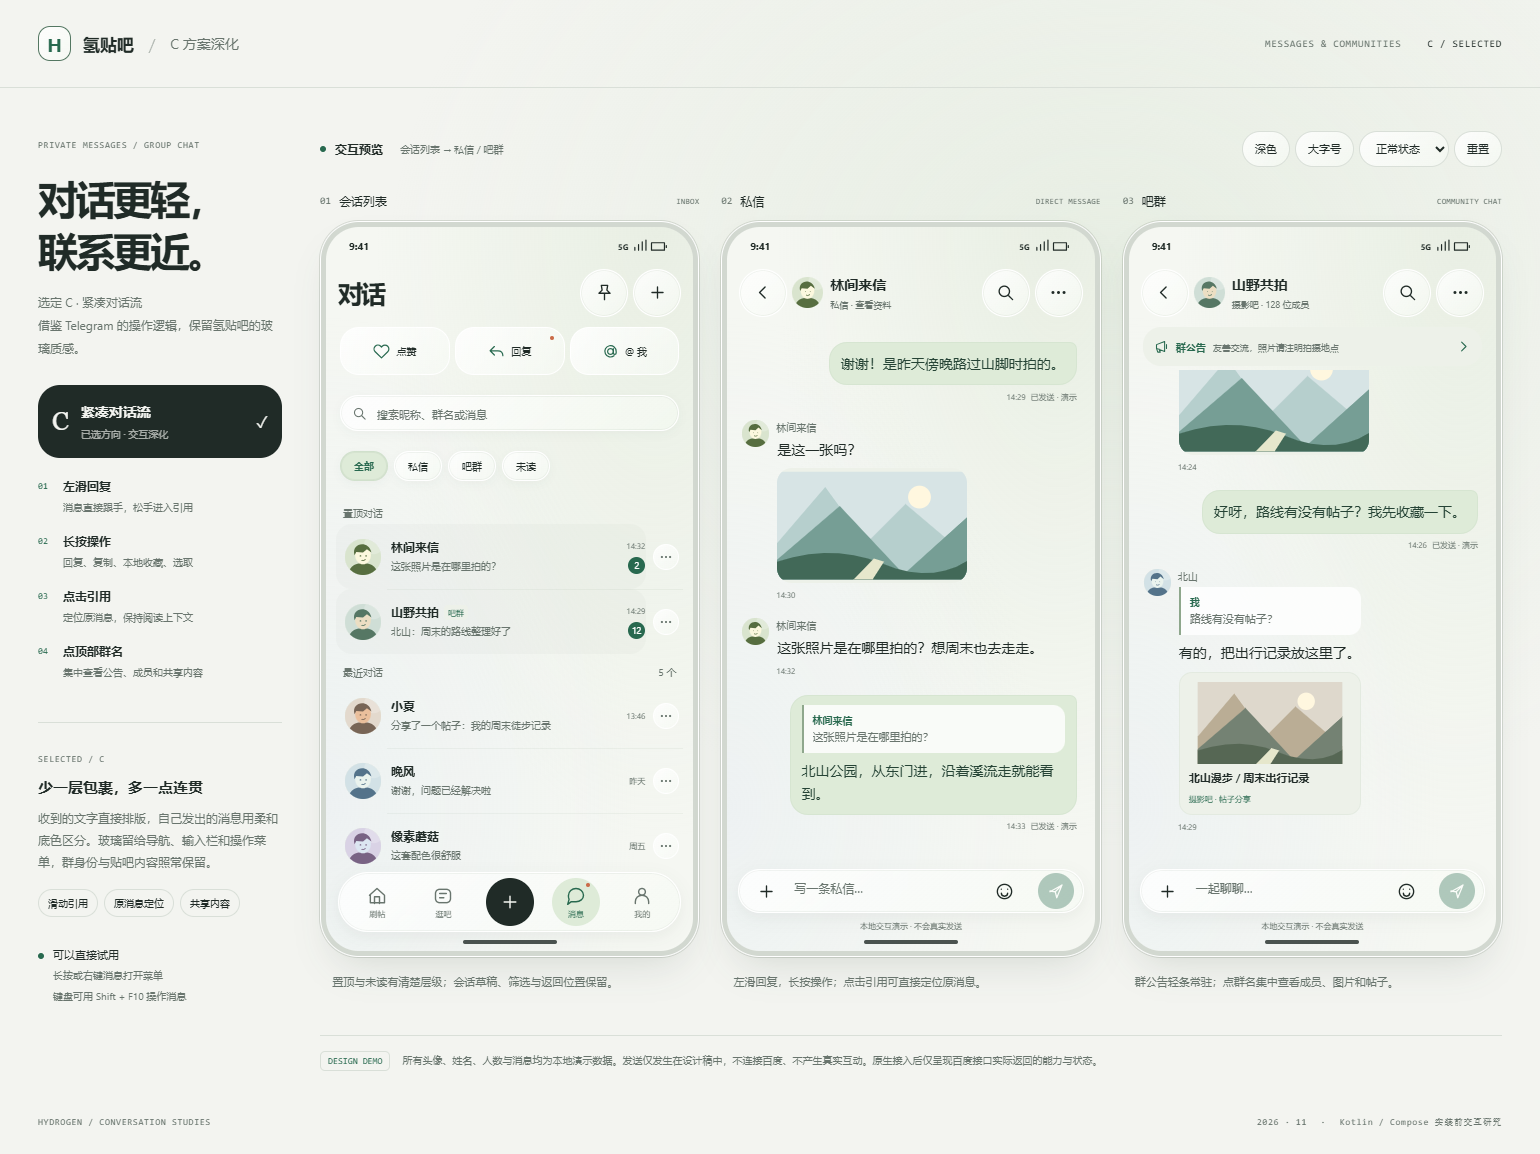 H 氢贴吧 / C 方案深化
MESSAGES & COMMUNITIES C / SELECTED
PRIVATE MESSAGES / GROUP CHAT
对话更轻，
联系更近。
选定 C · 紧凑对话流
借鉴 Telegram 的操作逻辑，保留氢贴吧的玻
璃质感。
C 紧凑对话流 ✓
已选方向 · 交互深化
01 左滑回复
消息直接跟手，松手进入引用
02 长按操作
回复、复制、本地收藏、选取
03 点击引用
定位原消息，保持阅读上下文
04 点顶部群名
集中查看公告、成员和共享内容
SELECTED / C
少一层包裹，多一点连贯
收到的文字直接排版，自己发出的消息用柔和
底色区分。玻璃留给导航、输入栏和操作菜
单，群身份与贴吧内容照常保留。
滑动引用 原消息定位 共享内容
可以直接试用
长按或右键消息打开菜单
键盘可用 Shift + F10 操作消息
交互预览 会话列表 → 私信 / 吧群
深色 大字号 正常状态 重置
01 会话列表 INBOX
9:41 5G
对话
点赞 回复 @ 我
搜索昵称、群名或消息
全部 私信 吧群 未读
置顶对话
林间来信 14:32
这张照片是在哪里拍的？ 2
山野共拍 吧群 14:29
北山：周末的路线整理好了 12
最近对话 5 个
小夏 13:46
分享了一个帖子：我的周末徒步记录
晚风 昨天
谢谢，问题已经解决啦
像素蘑菇 周五
这套配色很舒服
刷帖 逛吧 消息 我的
置顶与未读有清楚层级；会话草稿、筛选与返回位置保留。
02 私信 DIRECT MESSAGE
9:41 5G
林间来信
私信 · 查看资料
谢谢！是昨天傍晚路过山脚时拍的。
14:29 已发送 · 演示
林间来信
是这一张吗？
14:30
林间来信
这张照片是在哪里拍的？想周末也去走走。
14:32
林间来信
这张照片是在哪里拍的？
北山公园，从东门进，沿着溪流走就能看
到。
14:33 已发送 · 演示
写一条私信...
本地交互演示 · 不会真实发送
左滑回复，长按操作；点击引用可直接定位原消息。
03 吧群 COMMUNITY CHAT
9:41 5G
山野共拍
摄影吧 · 128 位成员
群公告 友善交流，照片请注明拍摄地点
14:24
好呀，路线有没有帖子？我先收藏一下。
14:26 已发送 · 演示
北山
我
路线有没有帖子？
有的，把出行记录放这里了。
北山漫步 / 周末出行记录
摄影吧 · 帖子分享
14:29
一起聊聊...
本地交互演示 · 不会真实发送
群公告轻条常驻；点群名集中查看成员、图片和帖子。
DESIGN DEMO 所有头像、姓名、人数与消息均为本地演示数据。发送仅发生在设计稿中，不连接百度、不产生真实互动。原生接入后仅呈现百度接口实际返回的能力与状态。
HYDROGEN / CONVERSATION STUDIES
2026 · 11 · Kotlin / Compose 实装前交互研究